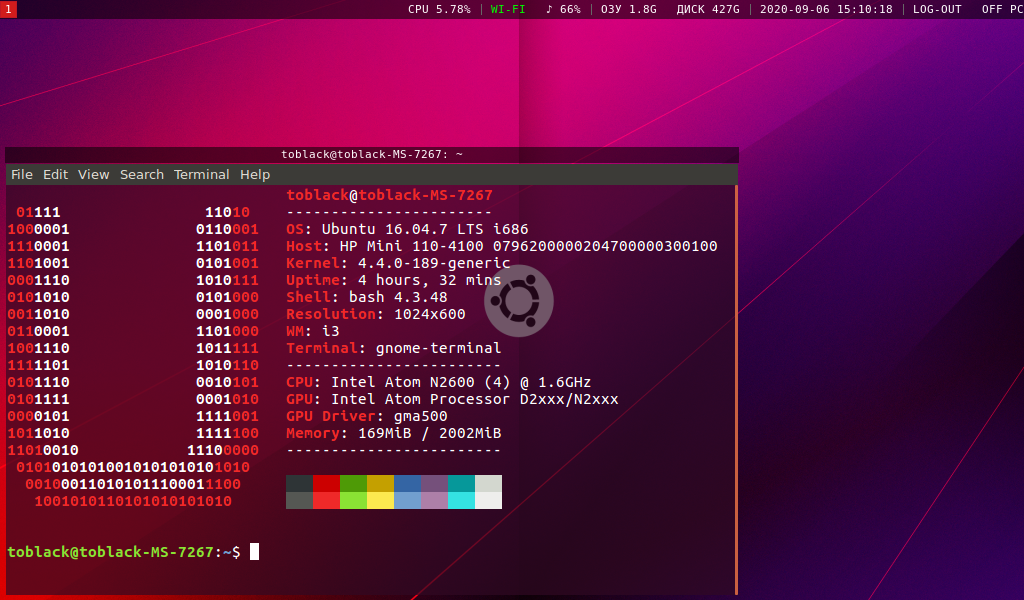 1 CPU 5.78% | WI-FI ♪ 66% | ОЗУ 1.8G ДИСК 427G | 2020-09-06 15:10:18 | LOG-OUT OFF PC
toblack@toblack-MS-7267: ~
File Edit View Search Terminal Help
toblack@toblack-MS-7267
01111 11010 -----------------------
1000001 0110001 OS: Ubuntu 16.04.7 LTS i686
1110001 1101011 Host: HP Mini 110-4100 0796200000204700000300100
1101001 0101001 Kernel: 4.4.0-189-generic
0001110 1010111 Uptime: 4 hours, 32 mins
0101010 0101000 Shell: bash 4.3.48
0011010 0001000 Resolution: 1024x600
0110001 1101000 WM: i3
1001110 1011111 Terminal: gnome-terminal
1111101 1010110 ------------------------
0101110 0010101 CPU: Intel Atom N2600 (4) @ 1.6GHz
0101111 0001010 GPU: Intel Atom Processor D2xxx/N2xxx
0000101 1111001 GPU Driver: gma500
1011010 1111100 Memory: 169MiB / 2002MiB
11010010 11100000 ------------------------
01010101010010101010101010
001000110101011100011100
1001010110101010101010
toblack@toblack-MS-7267:~$